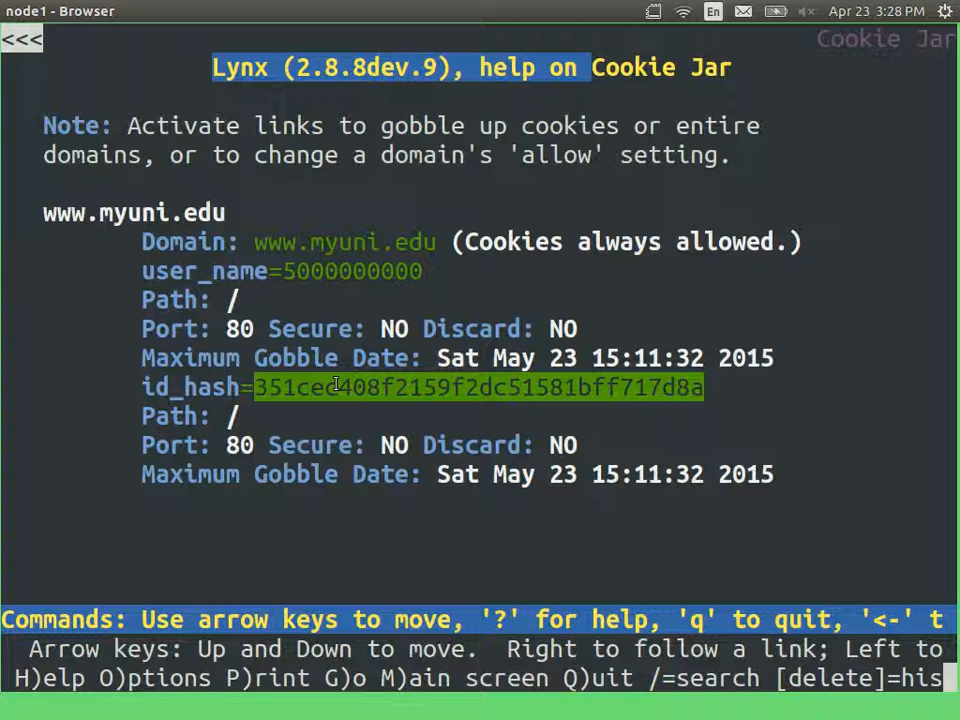 node1 - Browser
En
Apr 23 3:28 PM
<<<
Cookie Jar
Lynx (2.8.8dev.9), help on Cookie Jar
Note: Activate links to gobble up cookies or entire
domains, or to change a domain's 'allow' setting.
www.myuni.edu
Domain: www.myuni.edu (Cookies always allowed.)
user_name=5000000000
Path: /
Port: 80 Secure: NO Discard: NO
Maximum Gobble Date: Sat May 23 15:11:32 2015
id_hash=351cec408f2159f2dc51581bff717d8a
Path: /
Port: 80 Secure: NO Discard: NO
Maximum Gobble Date: Sat May 23 15:11:32 2015
Commands: Use arrow keys to move, '?' for help, 'q' to quit, '<-' t
Arrow keys: Up and Down to move. Right to follow a link; Left to
H)elp O)ptions P)rint G)o M)ain screen Q)uit /=search [delete]=his